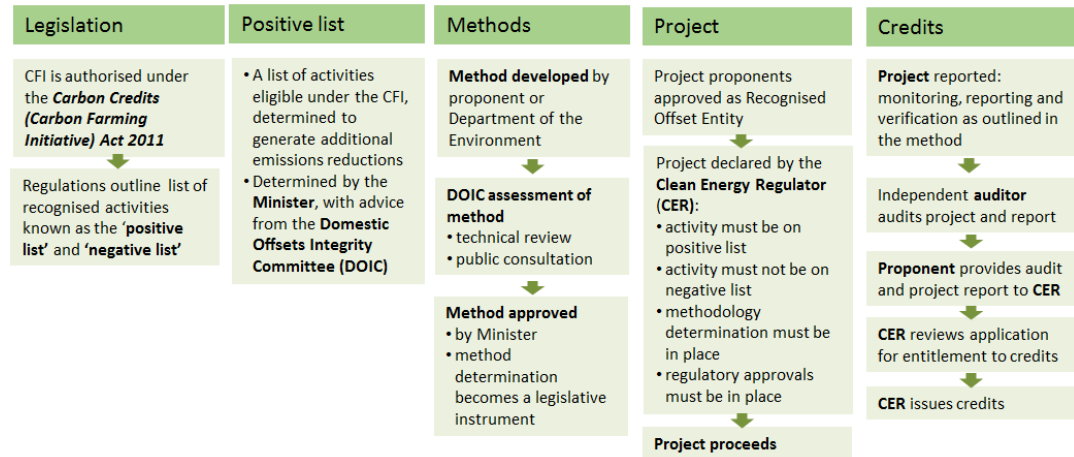 Legislation
CFI is authorised under
the Carbon Credits
(Carbon Farming
Initiative) Act 2011
Regulations outline list of
recognised activities
known as the ‘positive
list’ and ‘negative list’
Positive list
• A list of activities
eligible under the CFI,
determined to
generate additional
emissions reductions
• Determined by the
Minister, with advice
from the Domestic
Offsets Integrity
Committee (DOIC)
Methods
Method developed by
proponent or
Department of the
Environment
DOIC assessment of
method
• technical review
• public consultation
Method approved
• by Minister
• method
determination
becomes a legislative
instrument
Project
Project proponents
approved as Recognised
Offset Entity
Project declared by the
Clean Energy Regulator
(CER):
• activity must be on
positive list
• activity must not be on
negative list
• methodology
determination must be
in place
• regulatory approvals
must be in place
Project proceeds
Credits
Project reported:
monitoring, reporting and
verification as outlined in
the method
Independent auditor
audits project and report
Proponent provides audit
and project report to CER
CER reviews application
for entitlement to credits
CER issues credits